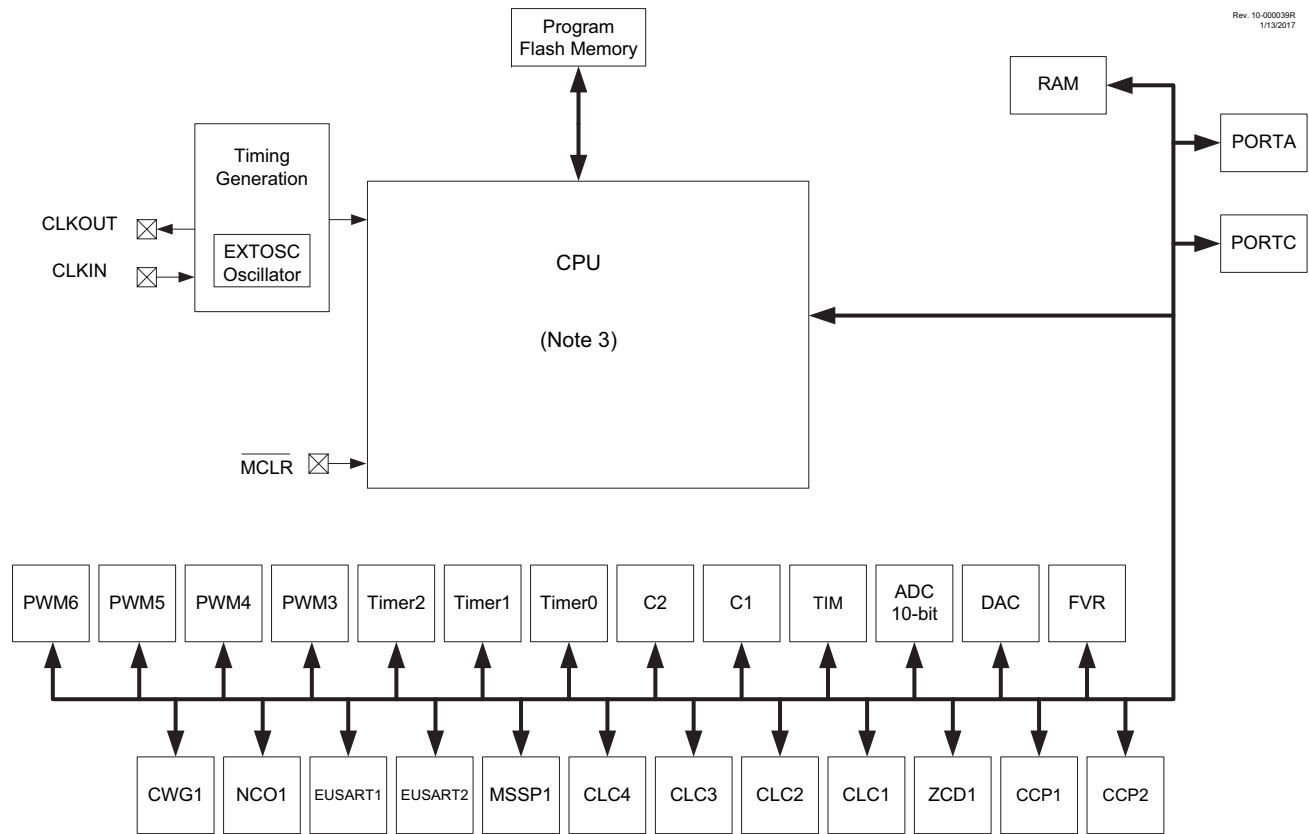 Rev. 10-000039R
1/13/2017
Program
Flash Memory
RAM
PORTA
PORTC
Timing
Generation
EXTOSC
Oscillator
CLKOUT
CLKIN
CPU
(Note 3)
MCLR
PWM6
PWM5
PWM4
PWM3
Timer2
Timer1
Timer0
C2
C1
TIM
ADC
10-bit
DAC
FVR
CWG1
NCO1
EUSART1
EUSART2
MSSP1
CLC4
CLC3
CLC2
CLC1
ZCD1
CCP1
CCP2